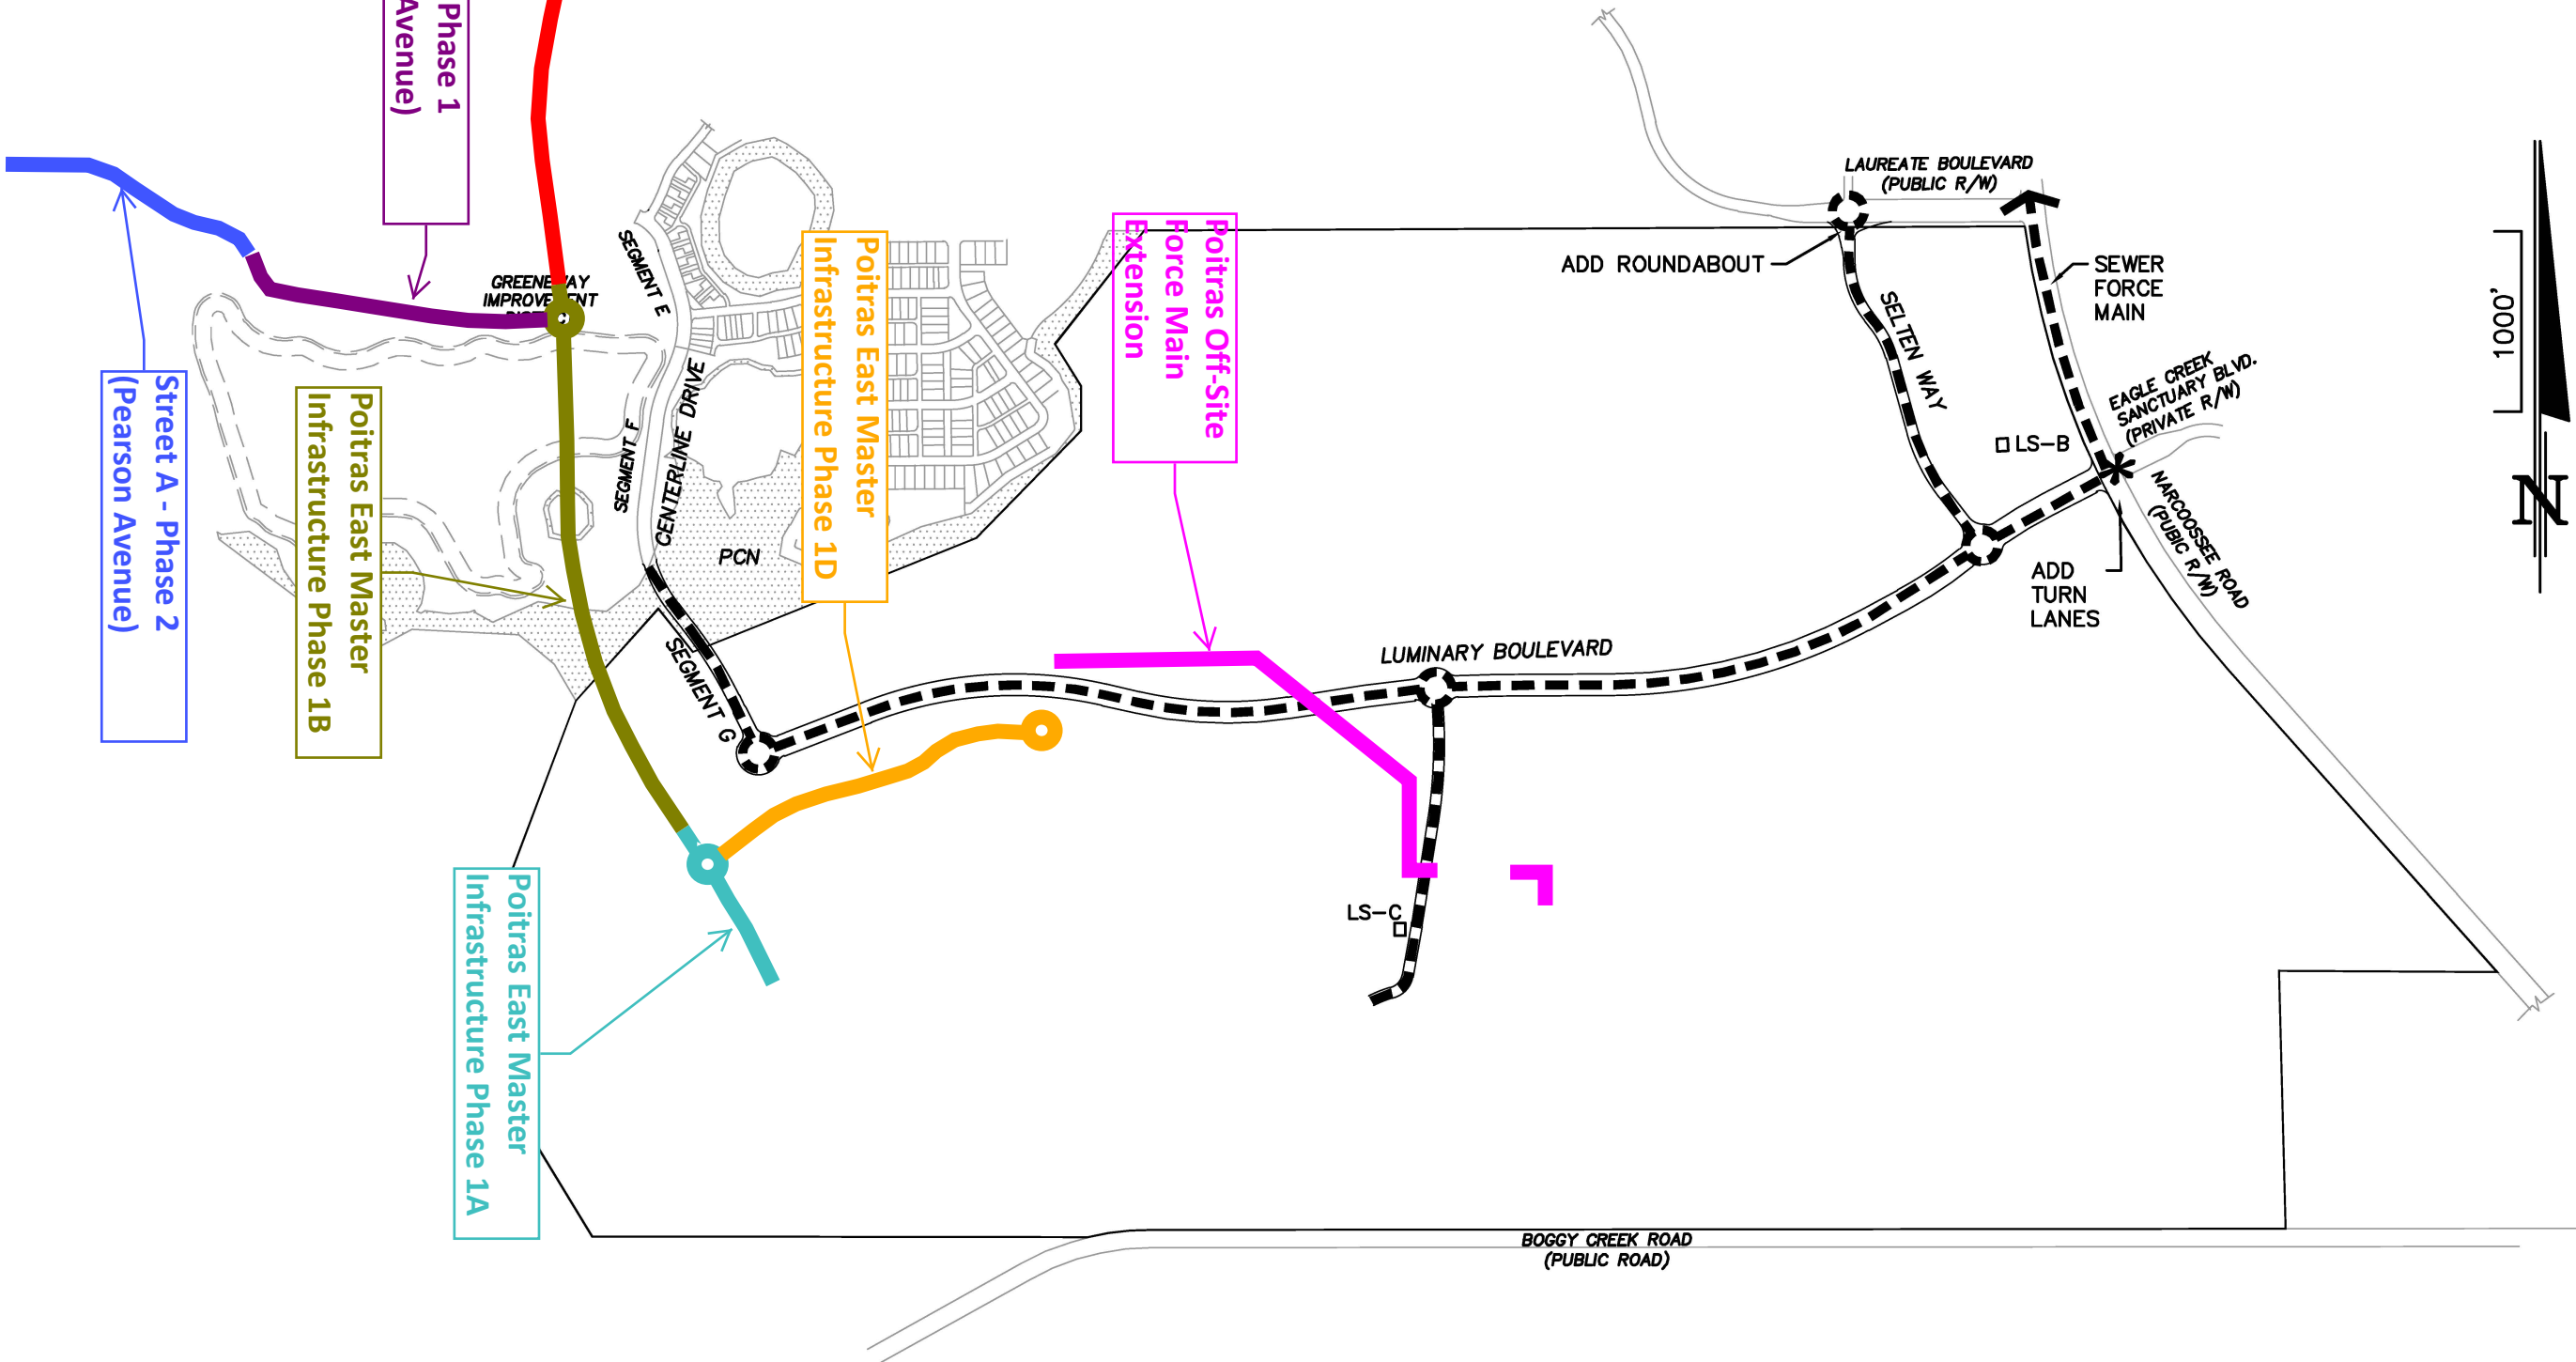 Phase 1
Avenue)
Street A - Phase 2
(Pearson Avenue)
Poitras East Master
Infrastructure Phase 1B
GREENEWAY
IMPROVEMENT
SEGMENT E
SEGMENT F
CENTERLINE DRIVE
PCN
SEGMENT G
Poitras East Master
Infrastructure Phase 1D
Poitras East Master
Infrastructure Phase 1A
Poitras Off-Site
Force Main
Extension
LUMINARY BOULEVARD
LS-C
LAUREATE BOULEVARD
(PUBLIC R/W)
ADD ROUNDABOUT
SELTEN WAY
SEWER
FORCE
MAIN
EAGLE CREEK
SANCTUARY BLVD.
(PRIVATE R/W)
LS-B
NARCOOSSEE ROAD
(PUBIC R/W)
ADD
TURN
LANES
1000'
N
BOGGY CREEK ROAD
(PUBLIC ROAD)